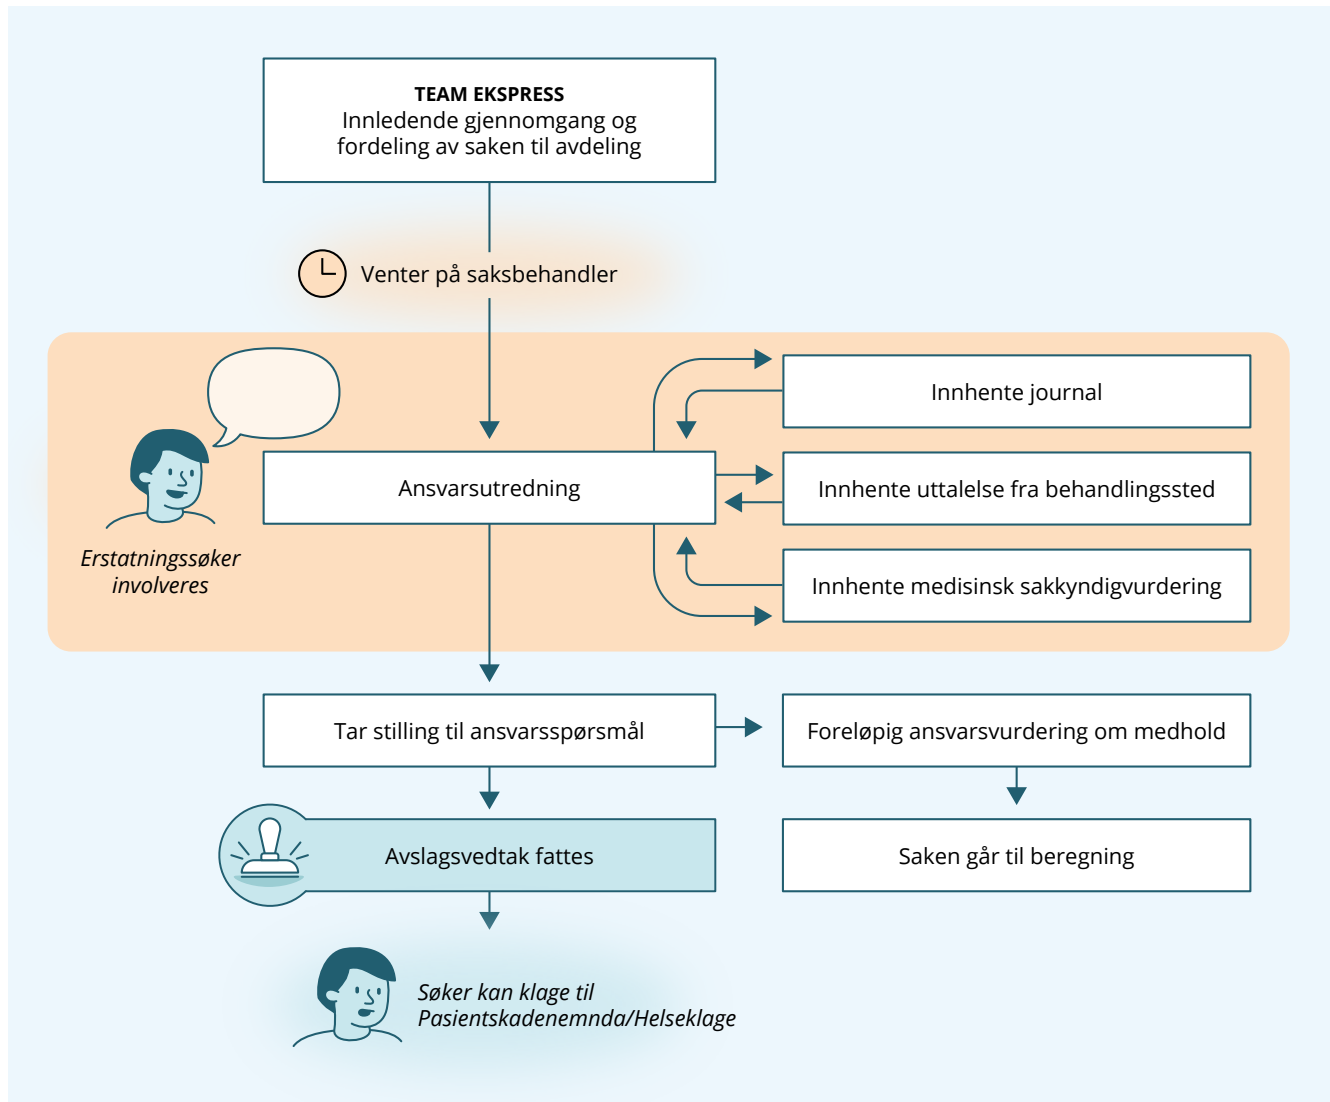 TEAM EKSPRESS
Innledende gjennomgang og
fordeling av saken til avdeling
Venter på saksbehandler
Innhente journal
Ansvarsutredning
Innhente uttalelse fra behandlingssted
Erstatningssøker
involveres
Innhente medisinsk sakkyndigvurdering
Tar stilling til ansvarsspørsmål
Foreløpig ansvarsvurdering om medhold
Avslagsvedtak fattes
Saken går til beregning
Søker kan klage til
Pasientskadenemnda/Helseklage